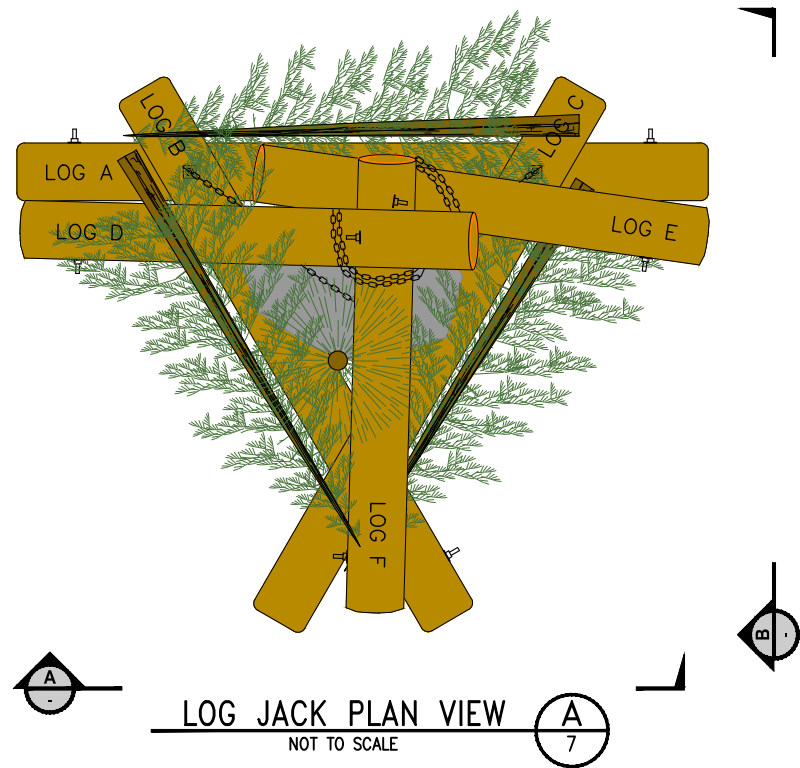 LOG B
LOG C
LOG A
LOG D
LOG E
LOG F
B
-
A
-
LOG JACK PLAN VIEW
NOT TO SCALE
A
7